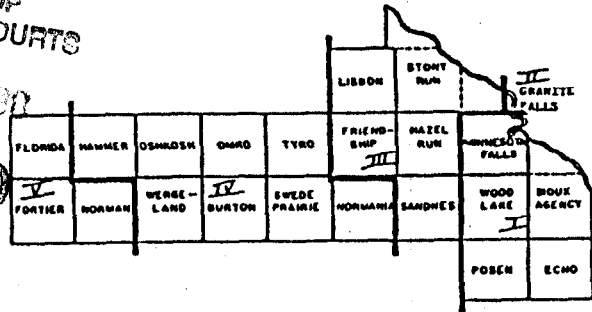 OURTS
LISBON
STONY
RUN
II
GRANITE
FALLS
FLORIDA
HAMMER
OSHKOSH
OMRO
TYRO
FRIEND-
SHIP
III
HAZEL
RUN
MINNESOTA
FALLS
V
FORTIER
NORMAN
WERGE-
LAND
IV
BURTON
SWEDE
PRAIRIE
NORMANIA
SANDNES
WOOD
LAKE
I
SIOUX
AGENCY
POSEN
ECHO